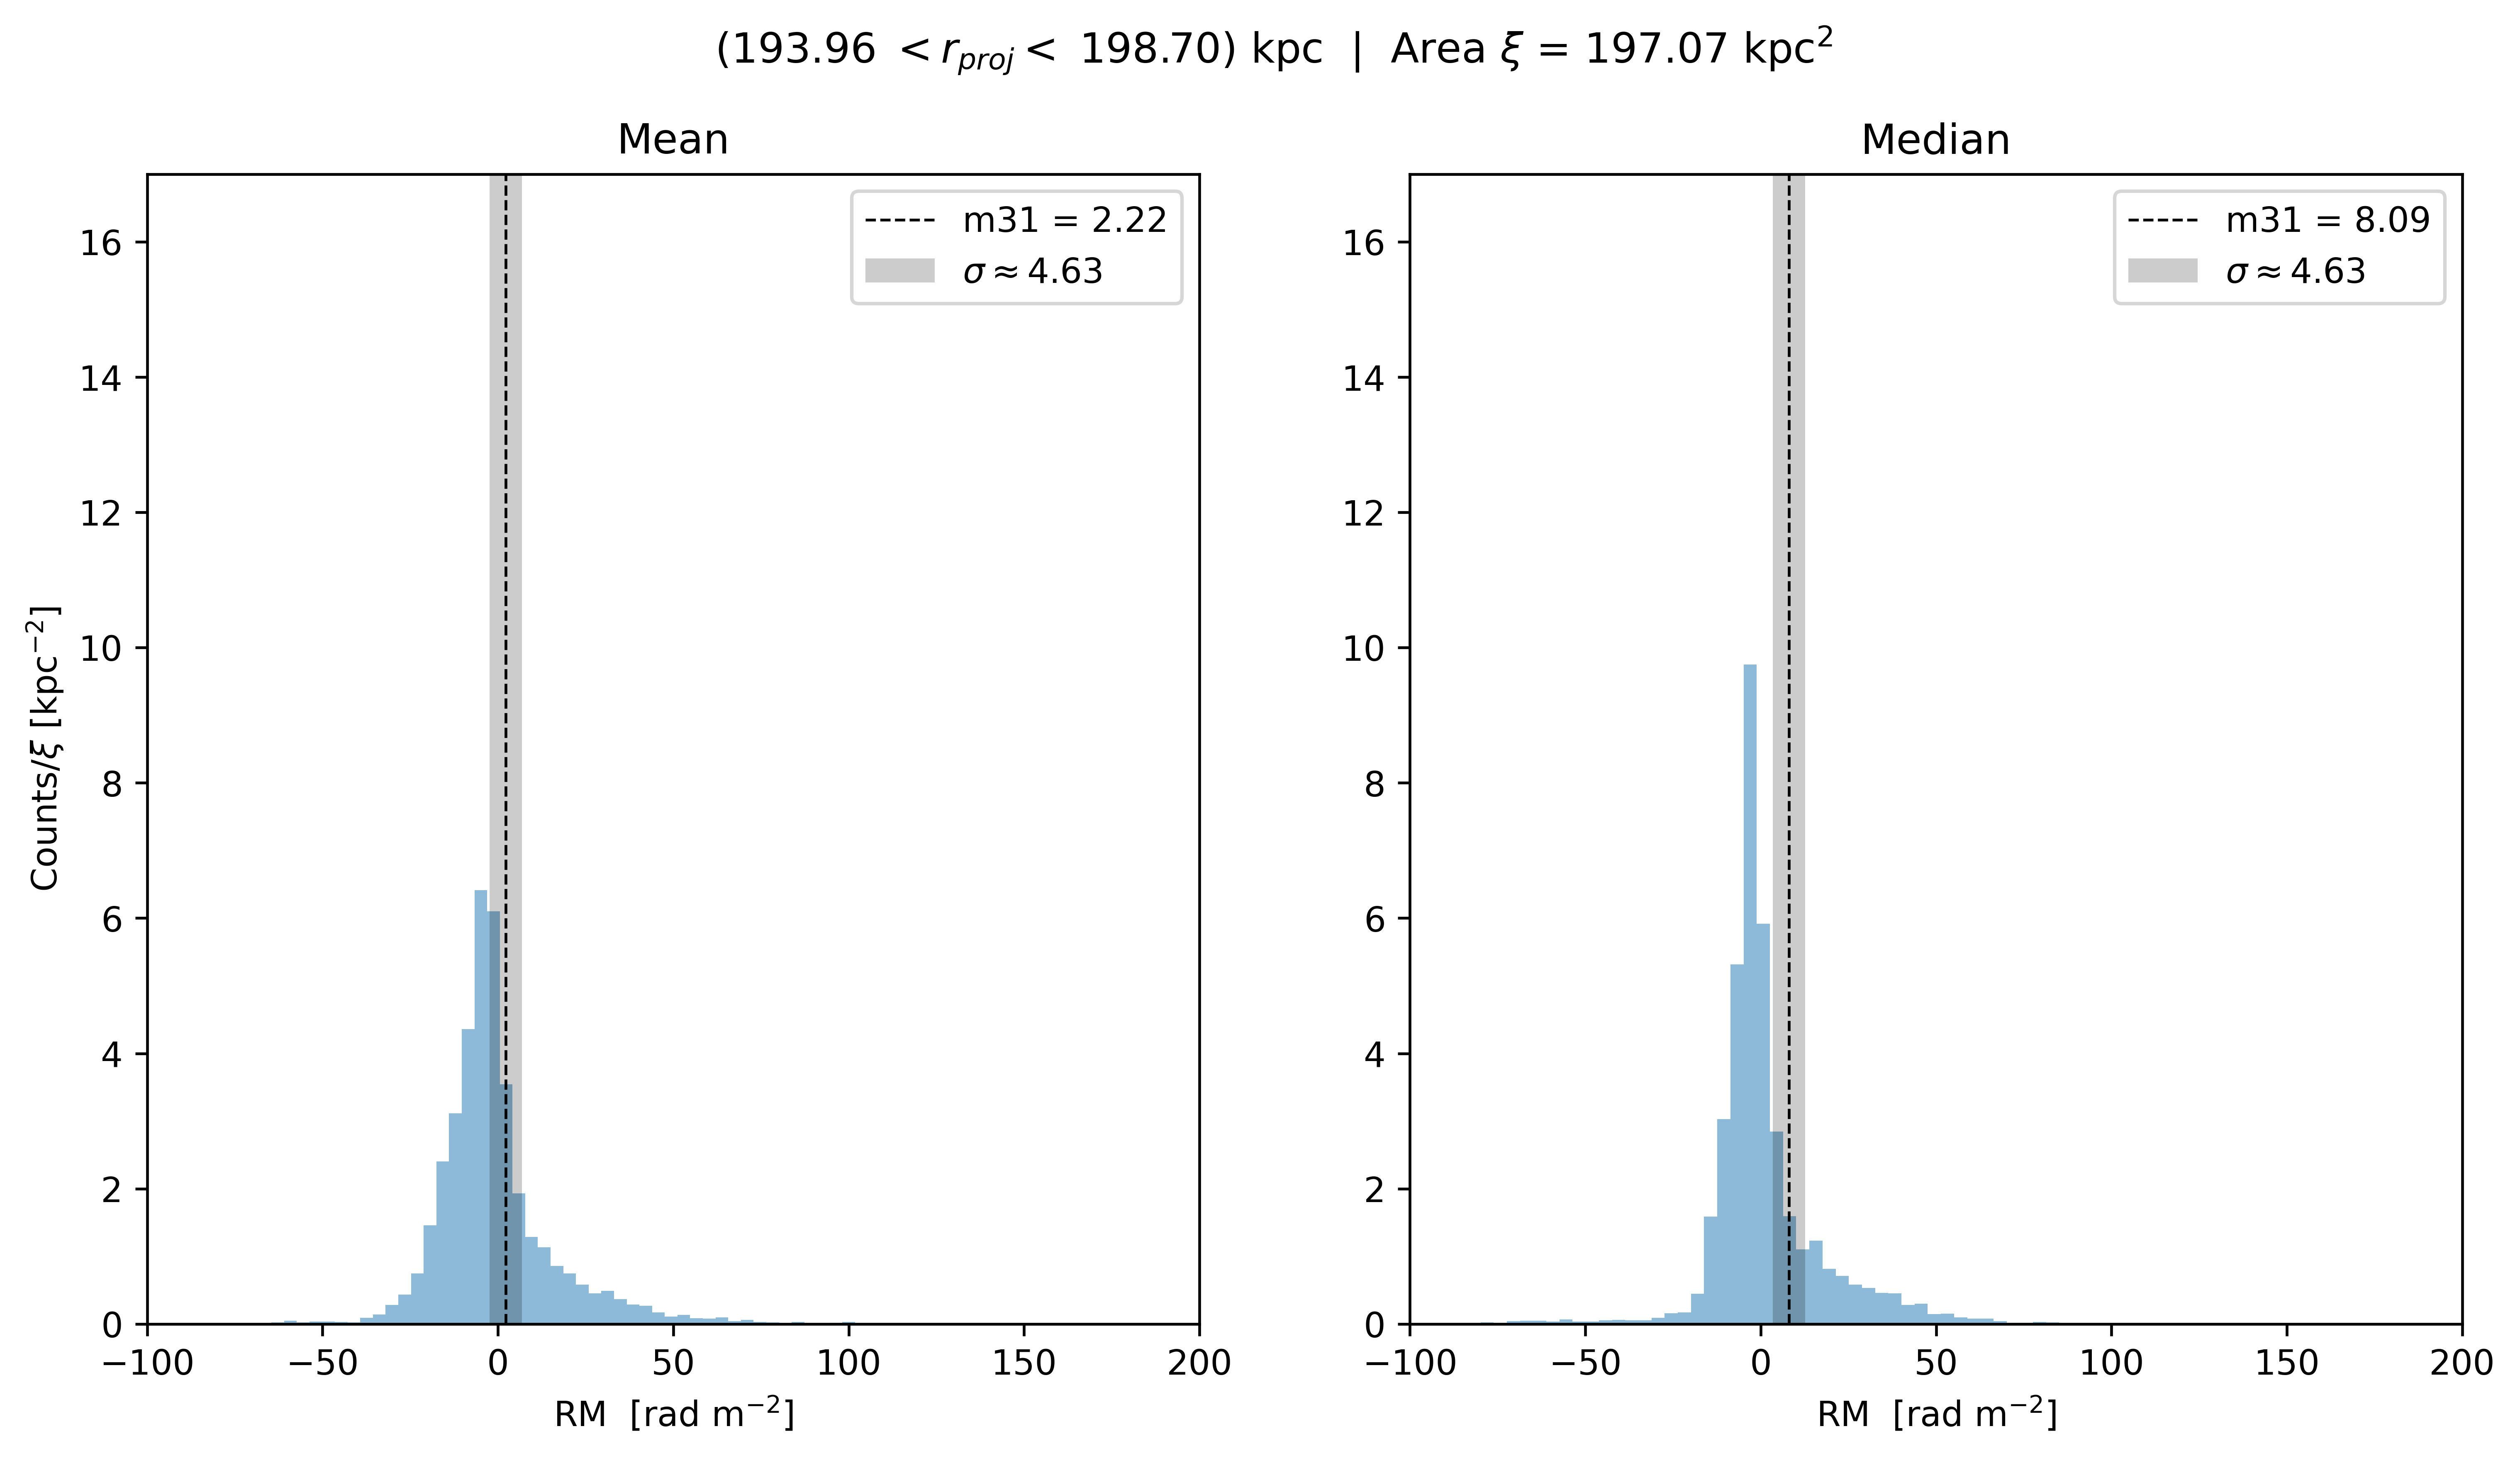 (193.96 < r_proj < 198.70) kpc | Area ξ = 197.07 kpc²
Mean
m31 = 2.22
σ ≈ 4.63
16
14
12
10
8
6
4
2
0
Counts/ξ [kpc⁻²]
−100 −50 0 50 100 150 200
RM [rad m⁻²]
Median
m31 = 8.09
σ ≈ 4.63
16
14
12
10
8
6
4
2
0
−100 −50 0 50 100 150 200
RM [rad m⁻²]